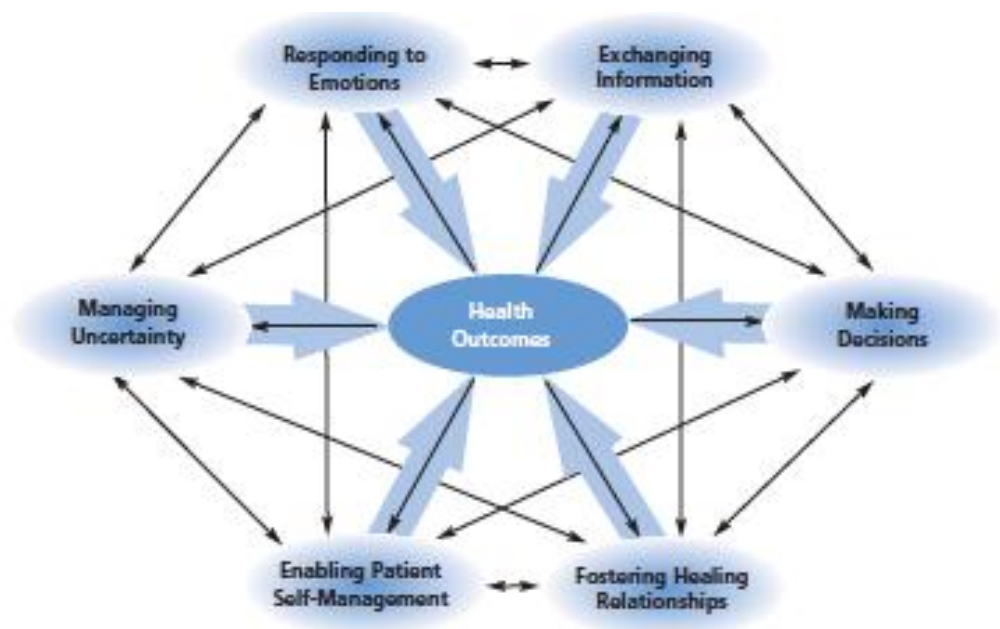 Responding to
Emotions
Exchanging
Information
Managing
Uncertainty
Health
Outcomes
Making
Decisions
Enabling Patient
Self-Management
Fostering Healing
Relationships